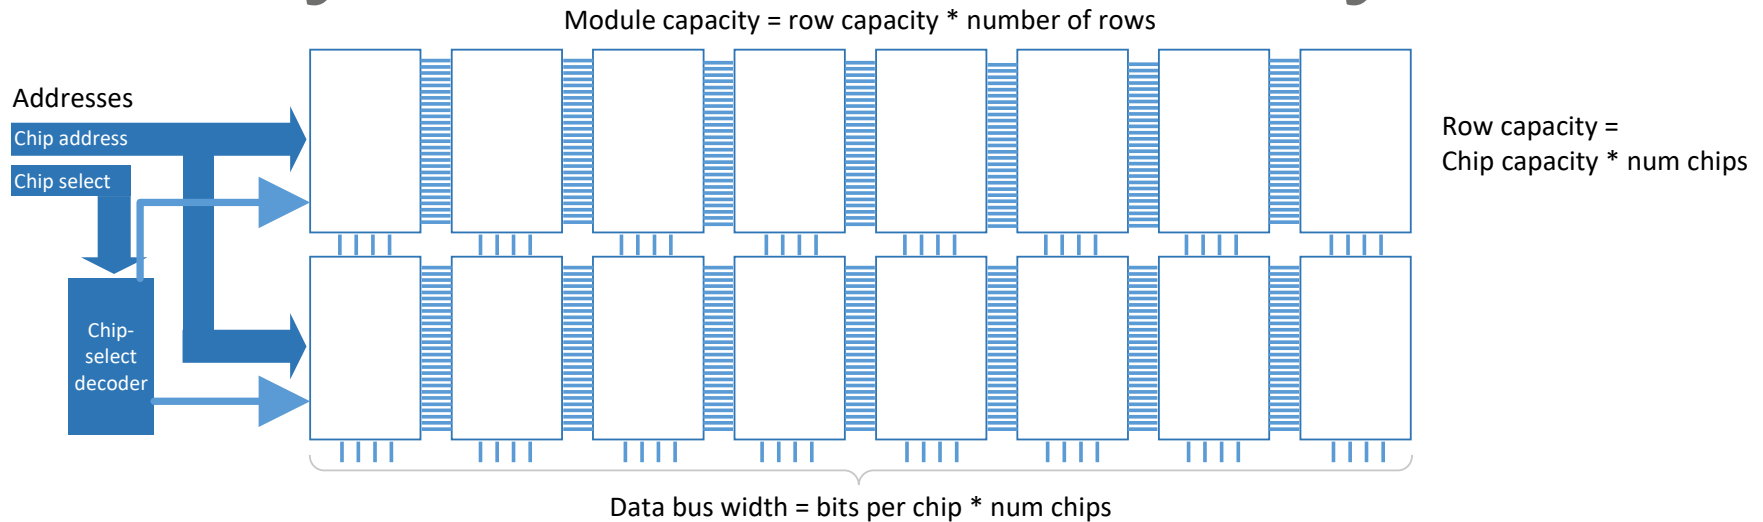 Module capacity = row capacity * number of rows
Addresses
Chip address
Chip select
Row capacity =
Chip capacity * num chips
Chip-
select
decoder
Data bus width = bits per chip * num chips